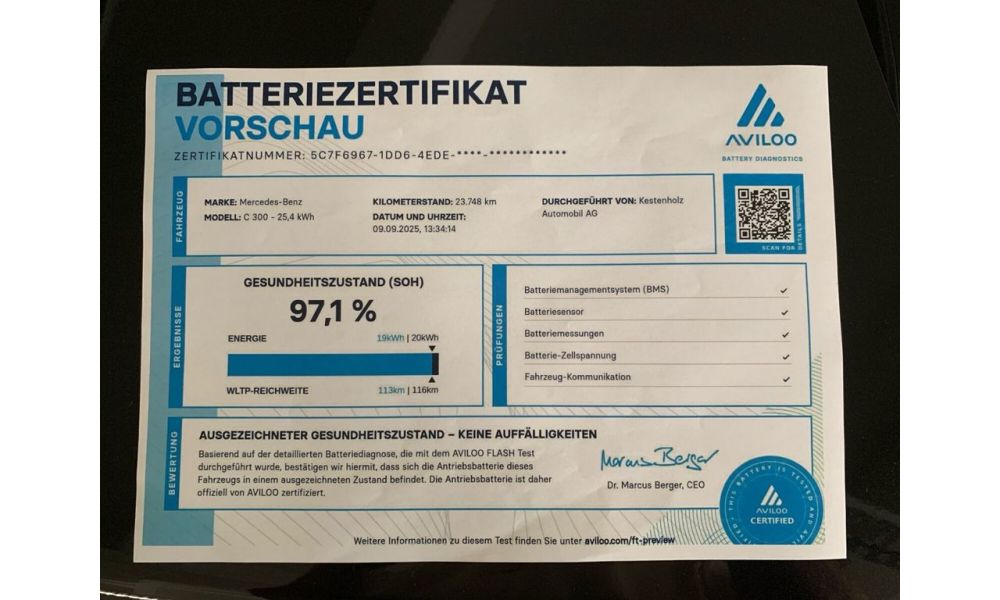 BATTERIEZERTIFIKAT
VORSCHAU
ZERTIFIKATNUMMER: 5C7F6967-1DD6-4EDE-****-************
AVILOO
BATTERY DIAGNOSTICS
FAHRZEUG
MARKE: Mercedes-Benz
MODELL: C 300 - 25,4 kWh
KILOMETERSTAND: 23.748 km
DATUM UND UHRZEIT:
09.09.2025, 13:34:14
DURCHGEFÜHRT VON: Kestenholz
Automobil AG
SCAN FOR
DETAILS
ERGEBNISSE
GESUNDHEITSZUSTAND (SOH)
97,1 %
ENERGIE
19kWh | 20kWh
WLTP-REICHWEITE
113km | 116km
PRÜFUNGEN
Batteriemanagementsystem (BMS)
Batteriesensor
Batteriemessungen
Batterie-Zellspannung
Fahrzeug-Kommunikation
BEWERTUNG
AUSGEZEICHNETER GESUNDHEITSZUSTAND – KEINE AUFFÄLLIGKEITEN
Basierend auf der detaillierten Batteriediagnose, die mit dem AVILOO FLASH Test
durchgeführt wurde, bestätigen wir hiermit, dass sich die Antriebsbatterie dieses
Fahrzeugs in einem ausgezeichneten Zustand befindet. Die Antriebsbatterie ist daher
offiziell von AVILOO zertifiziert.
Marcus Berger
Dr. Marcus Berger, CEO
THIS BATTERY IS TESTED AND
AVILOO
CERTIFIED
Weitere Informationen zu diesem Test finden Sie unter aviloo.com/ft-preview